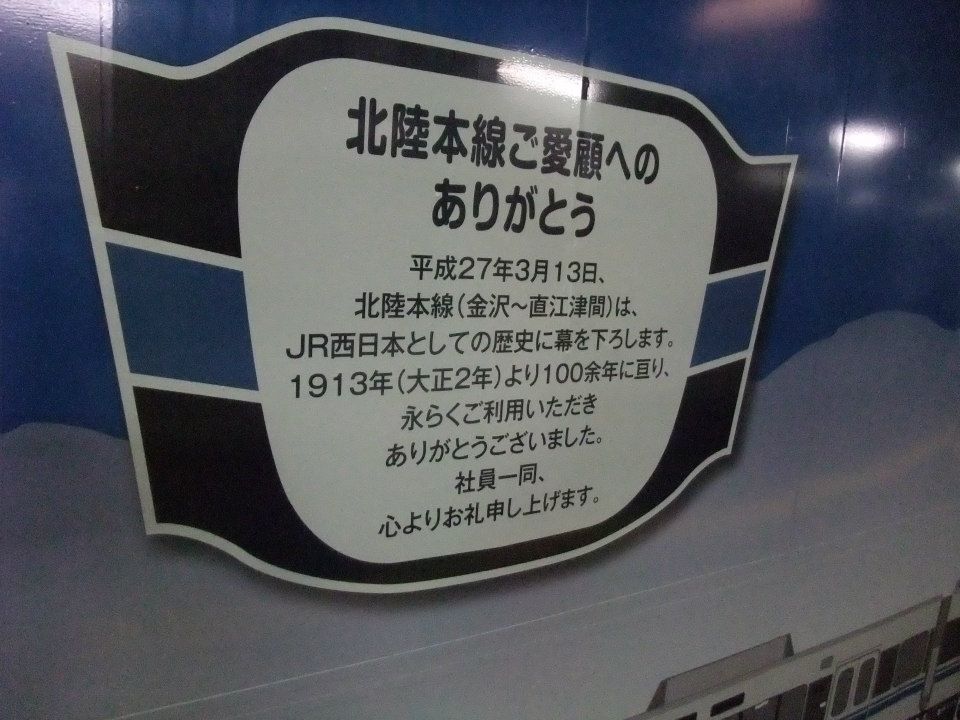 北陸本線ご愛顧への
ありがとう
平成27年3月13日、
北陸本線（金沢～直江津間）は、
JR西日本としての歴史に幕を下ろします。
1913年（大正2年）より100余年に亘り、
永らくご利用いただき
ありがとうございました。
社員一同、
心よりお礼申し上げます。